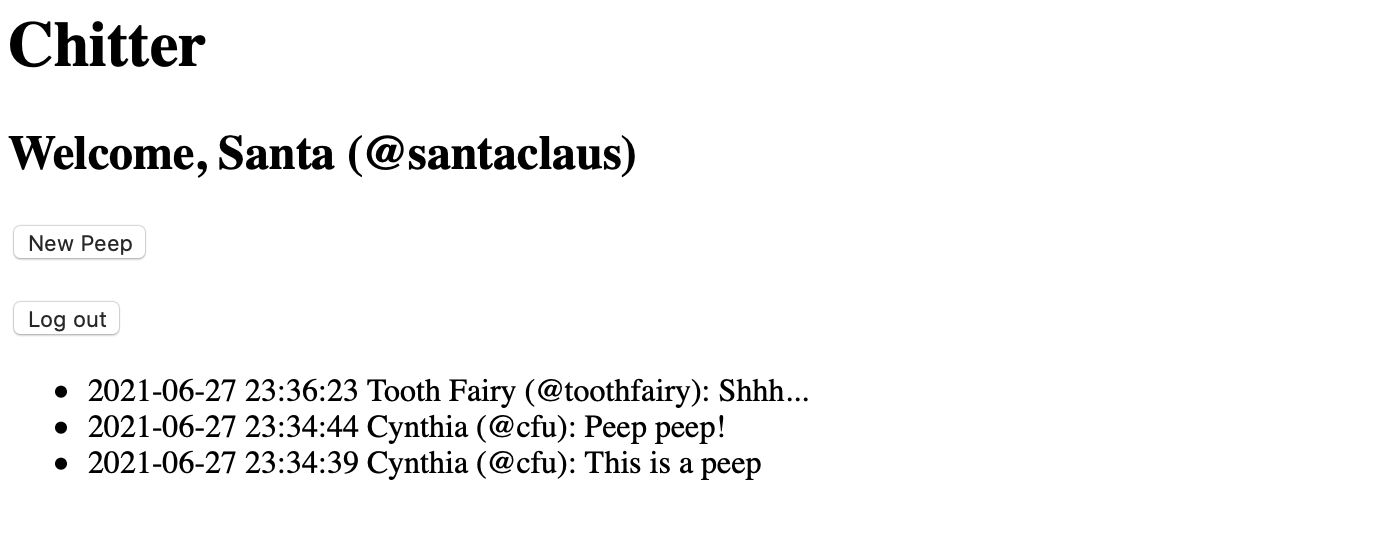 Chitter
Welcome, Santa (@santaclaus)
New Peep
Log out
2021-06-27 23:36:23 Tooth Fairy (@toothfairy): Shhh...
2021-06-27 23:34:44 Cynthia (@cfu): Peep peep!
2021-06-27 23:34:39 Cynthia (@cfu): This is a peep